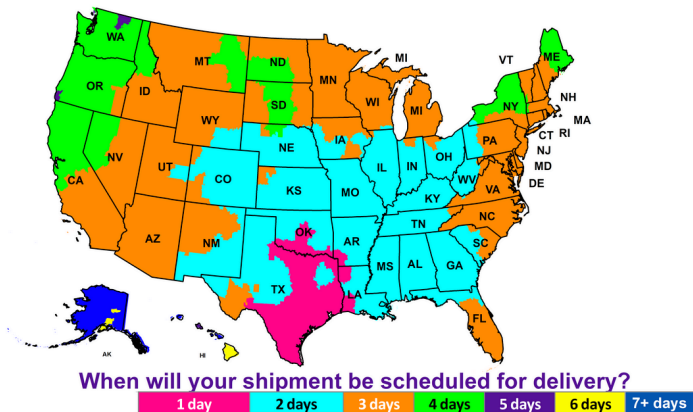 MI
VT
WA
ME
MT
ND
MN
OR
ID
WI
MI
NH
SD
NY
MA
WY
CT RI
IA
PA
NJ
NE
OH
NV
IL
IN
MD
UT
CO
WV
DE
CA
KS
MO
KY
VA
NC
TN
OK
AZ
NM
AR
SC
MS
AL
GA
TX
LA
FL
AK
HI
When will your shipment be scheduled for delivery?
1 day 2 days 3 days 4 days 5 days 6 days 7+ days